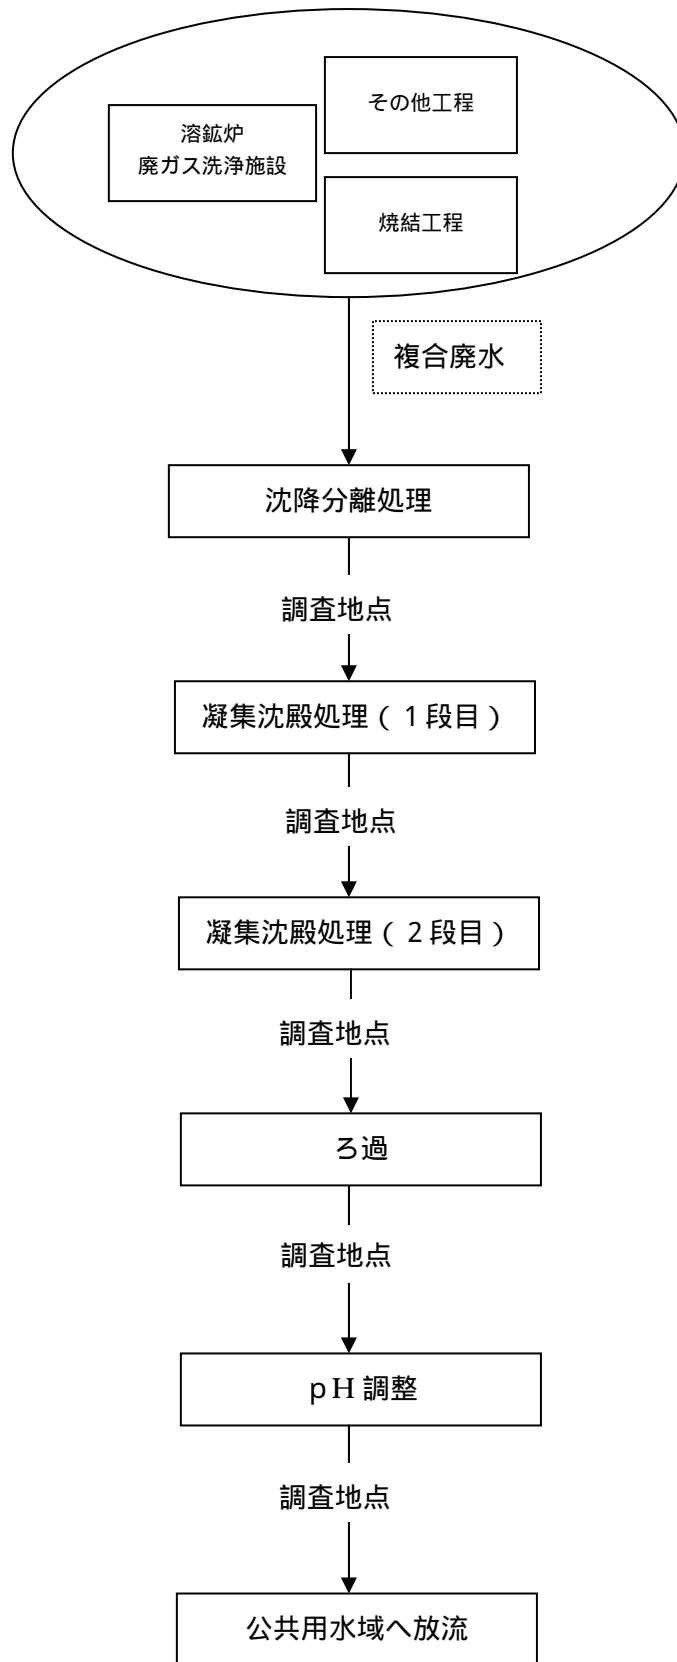 その他工程
溶鉱炉
廃ガス洗浄施設
焼結工程
複合廃水
沈降分離処理
調査地点
凝集沈殿処理（１段目）
調査地点
凝集沈殿処理（２段目）
調査地点
ろ過
調査地点
ｐＨ調整
調査地点
公共用水域へ放流